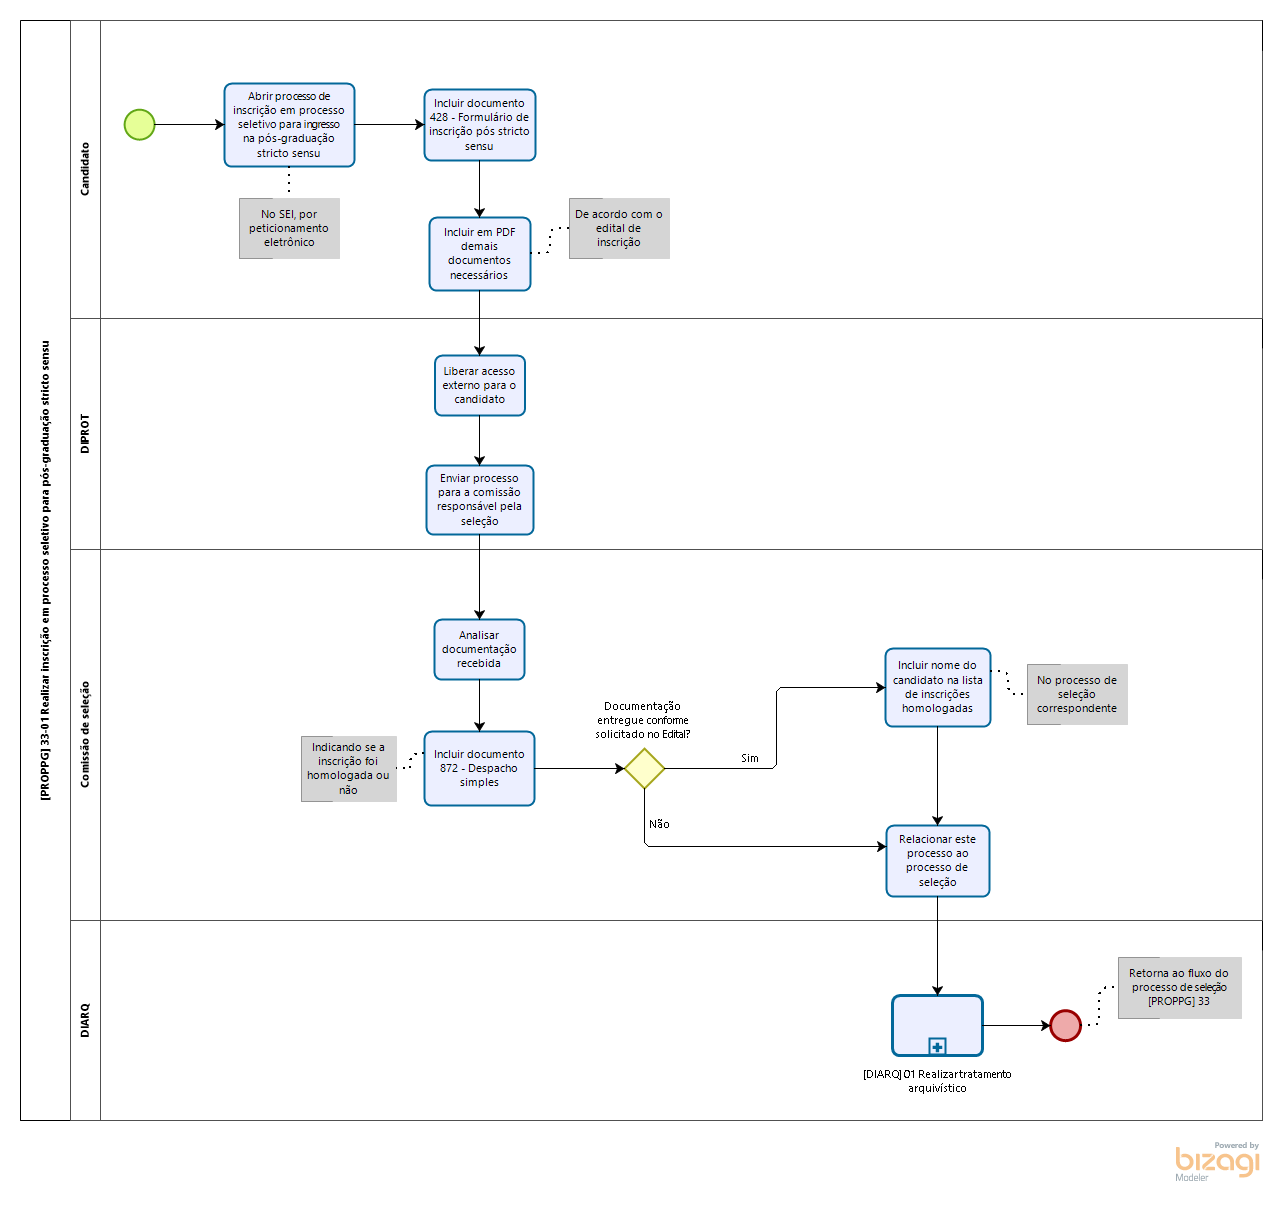 [PROPPG] 33-01 Realizar inscrição em processo seletivo para pós-graduação stricto sensu
Candidato
Abrir processo de
inscrição em processo
seletivo para ingresso
na pós-graduação
stricto sensu
Incluir documento
428 - Formulário de
inscrição pós stricto
sensu
No SEI, por
peticionamento
eletrônico
Incluir em PDF
demais
documentos
necessários
De acordo com o
edital de
inscrição
DIPROT
Liberar acesso
externo para o
candidato
Enviar processo
para a comissão
responsável pela
seleção
Comissão de seleção
Analisar
documentação
recebida
Indicando se a
inscrição foi
homologada ou
não
Incluir documento
872 - Despacho
simples
Documentação
entregue conforme
solicitado no Edital?
Sim
Não
Incluir nome do
candidato na lista
de inscrições
homologadas
No processo de
seleção
correspondente
Relacionar este
processo ao
processo de
seleção
DIARQ
[DIARQ] 01 Realizar tratamento
arquivístico
Retorna ao fluxo do
processo de seleção
[PROPPG] 33
Powered by
bizagi
Modeler